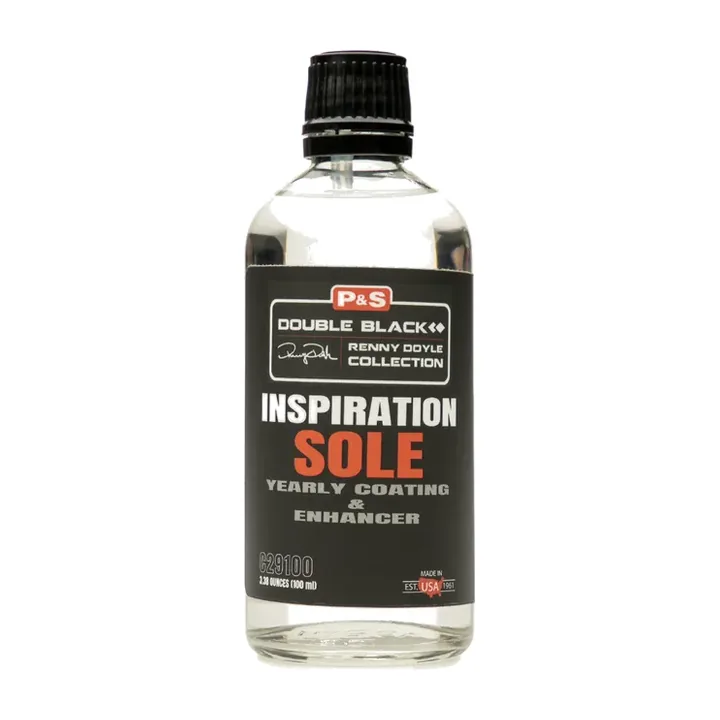 P&S
DOUBLE BLACK
RENNY DOYLE
COLLECTION
INSPIRATION
SOLE
YEARLY COATING
&
ENHANCER
C29100
3.38 OUNCES (100 ml)
MADE IN
EST. USA 1961